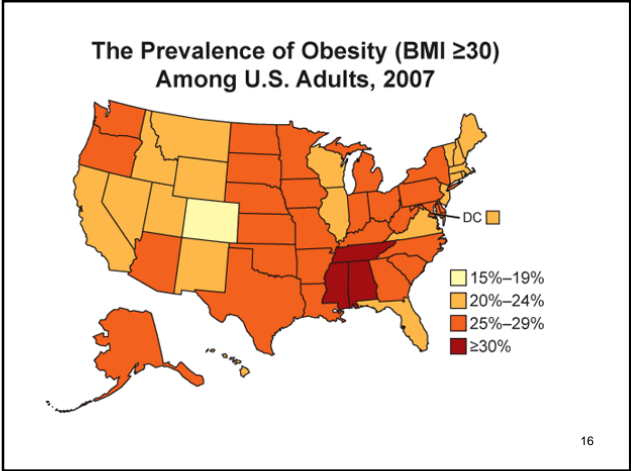 The Prevalence of Obesity (BMI ≥30)
Among U.S. Adults, 2007
DC
15%–19%
20%–24%
25%–29%
≥30%
16